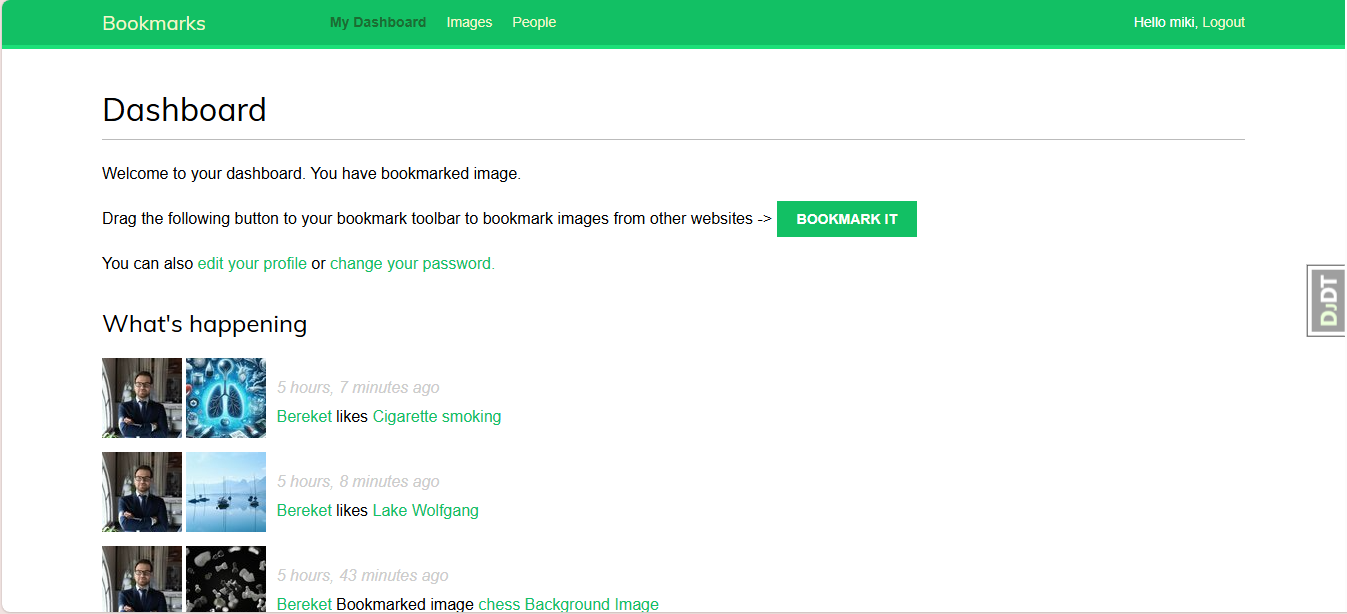 Bookmarks
My Dashboard Images People
Hello miki, Logout
Dashboard
Welcome to your dashboard. You have bookmarked image.
Drag the following button to your bookmark toolbar to bookmark images from other websites -> BOOKMARK IT
You can also edit your profile or change your password.
DjDT
What's happening
5 hours, 7 minutes ago
Bereket likes Cigarette smoking
5 hours, 8 minutes ago
Bereket likes Lake Wolfgang
5 hours, 43 minutes ago
Bereket Bookmarked image chess Background Image